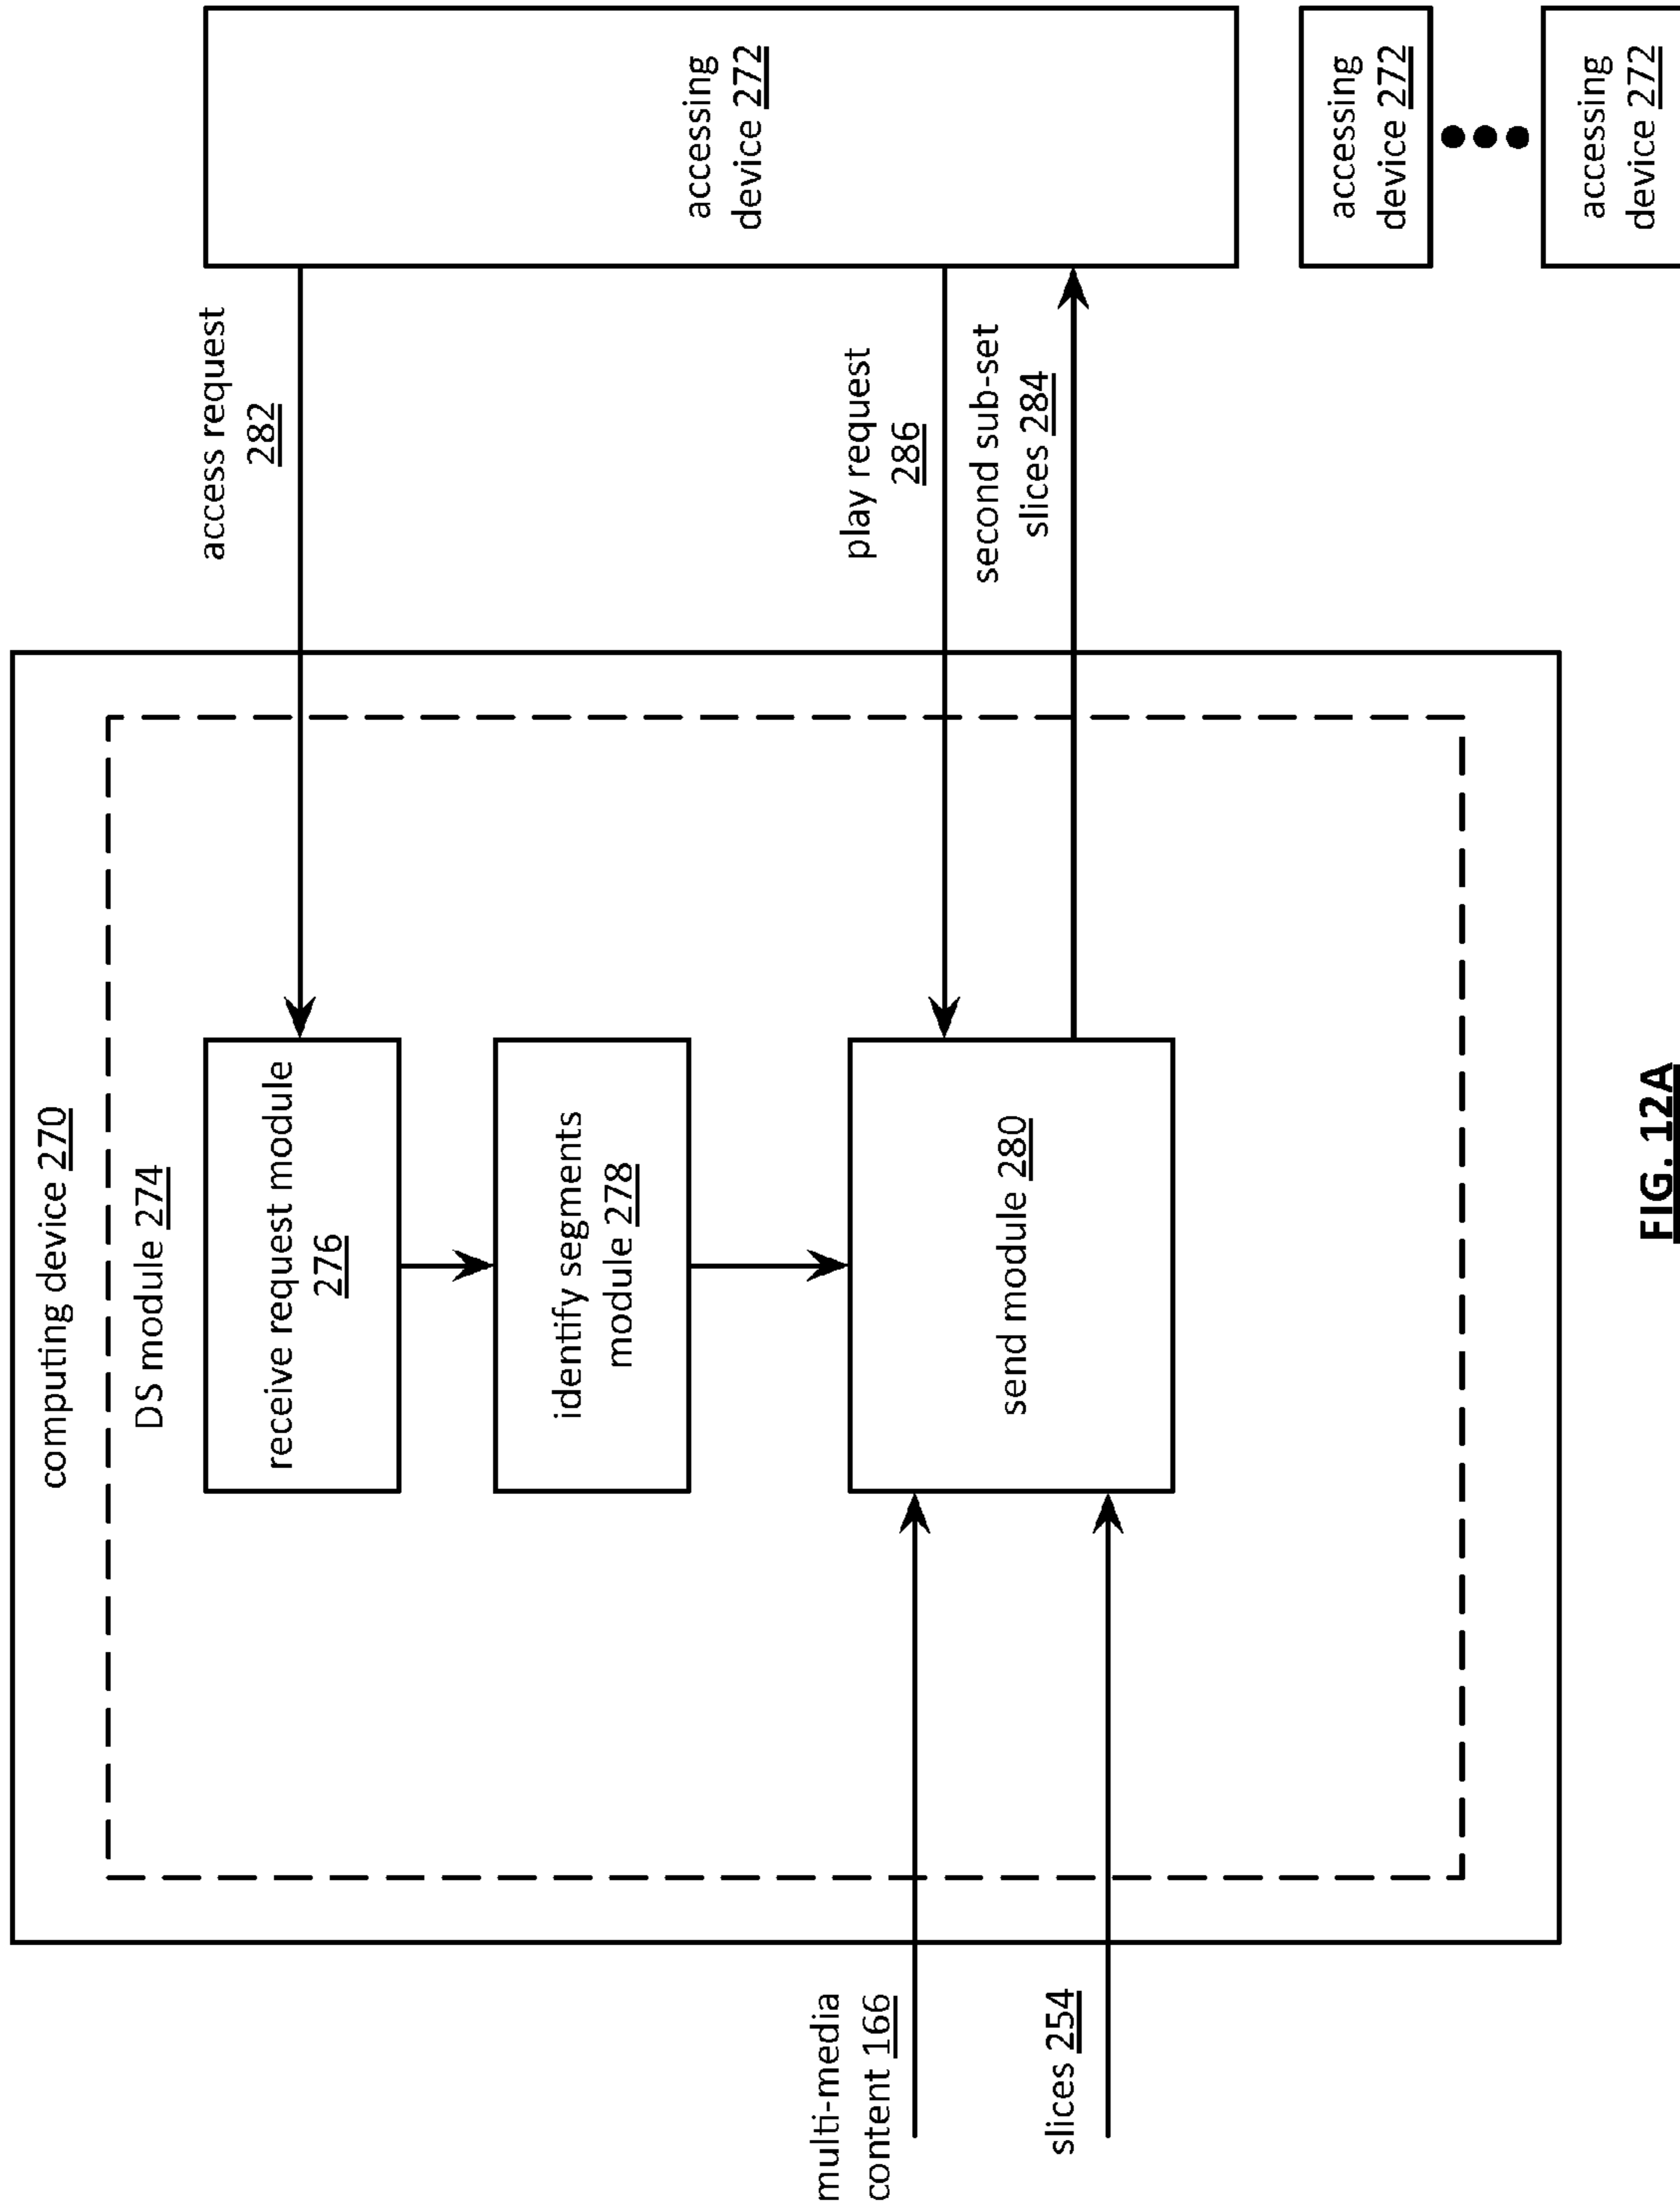 computing device 270
DS module 274
receive request module
276
identify segments
module 278
send module 280
multi-media
content 166
slices 254
access request
282
play request
286
second sub-set
slices 284
accessing
device 272
accessing
device 272
accessing
device 272
FIG. 12A